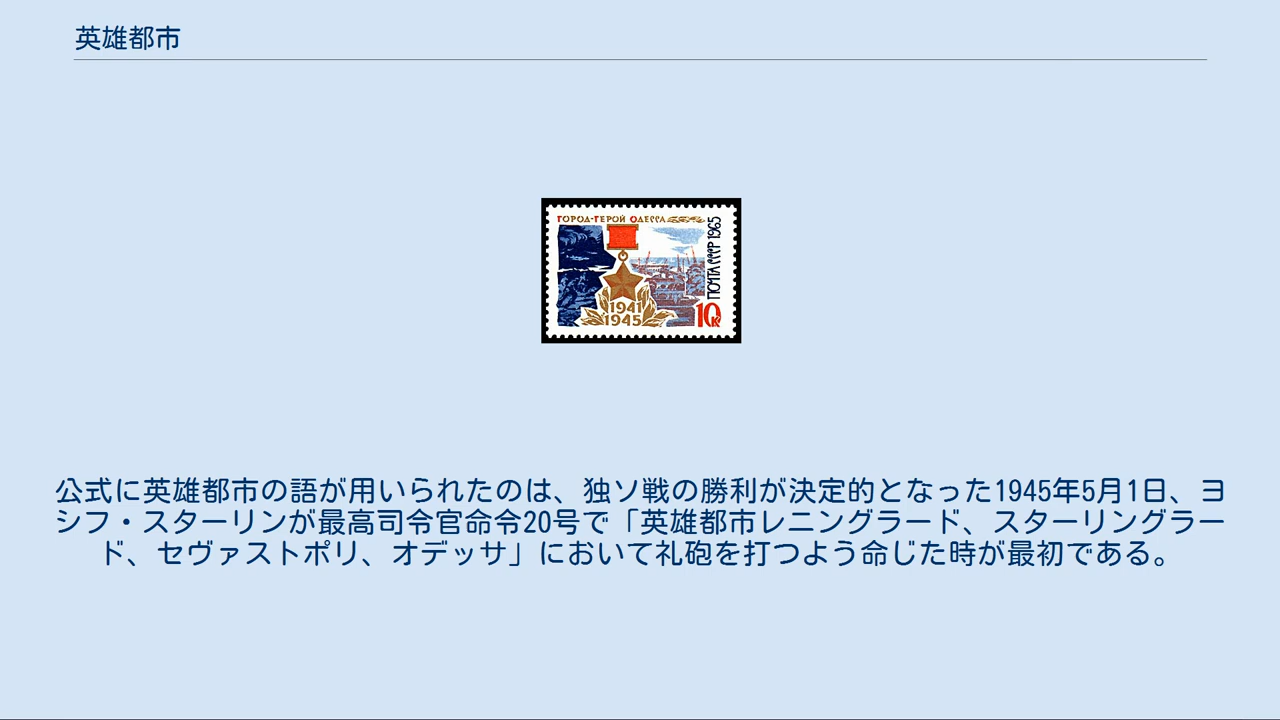 英雄都市
ГОРОД-ГЕРОЙ ОДЕССА
ПОЧТА СССР 1965
1941
1945
10к
公式に英雄都市の語が用いられたのは、独ソ戦の勝利が決定的となった1945年5月1日、ヨ
シフ・スターリンが最高司令官命令20号で「英雄都市レニングラード、スターリングラー
ド、セヴァストポリ、オデッサ」において礼砲を打つよう命じた時が最初である。